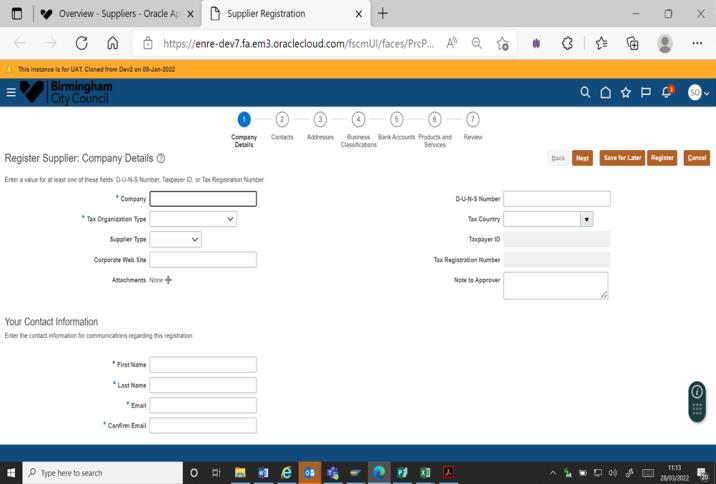 Overview - Suppliers - Oracle Ap
Supplier Registration
https://enre-dev7.fa.em3.oraclecloud.com/fscmUI/faces/PrcP...
This instance is for UAT. Cloned from Dev2 on 05-Jan-2022
Birmingham
City Council
3
SO
1 2 3 4 5 6 7
Company Details
Contacts
Addresses
Business Classifications
Bank Accounts
Products and Services
Review
Register Supplier: Company Details
Back Next Save for Later Register Cancel
Enter a value for at least one of these fields: D-U-N-S Number, Taxpayer ID, or Tax Registration Number
* Company
* Tax Organization Type
Supplier Type
Corporate Web Site
Attachments None
D-U-N-S Number
Tax Country
Taxpayer ID
Tax Registration Number
Note to Approver
Your Contact Information
Enter the contact information for communications regarding this registration.
* First Name
* Last Name
* Email
* Confirm Email
Type here to search
11:13
28/03/2022
20